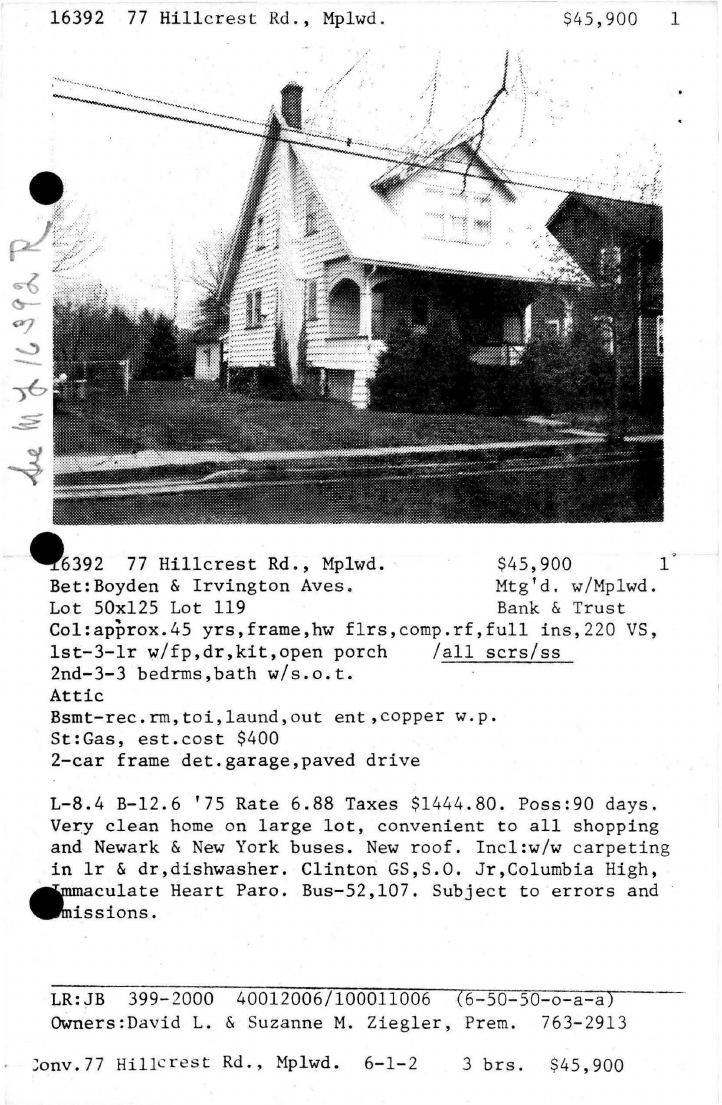 16392 77 Hillcrest Rd., Mplwd. $45,900 1
16392 R
16392 77 Hillcrest Rd., Mplwd. $45,900 1
Bet:Boyden & Irvington Aves. Mtg'd. w/Mplwd.
Lot 50x125 Lot 119 Bank & Trust
Col:approx.45 yrs,frame,hw flrs,comp.rf,full ins,220 VS,
1st-3-lr w/fp,dr,kit,open porch /all scrs/ss
2nd-3-3 bedrms,bath w/s.o.t.
Attic
Bsmt-rec.rm,toi,laund,out ent,copper w.p.
St:Gas, est.cost $400
2-car frame det.garage,paved drive
L-8.4 B-12.6 '75 Rate 6.88 Taxes $1444.80. Poss:90 days.
Very clean home on large lot, convenient to all shopping
and Newark & New York buses. New roof. Incl:w/w carpeting
in lr & dr,dishwasher. Clinton GS,S.O. Jr,Columbia High,
Immaculate Heart Paro. Bus-52,107. Subject to errors and
omissions.
LR:JB 399-2000 40012006/100011006 (6-50-50-o-a-a)
Owners:David L. & Suzanne M. Ziegler, Prem. 763-2913
Conv.77 Hillcrest Rd., Mplwd. 6-1-2 3 brs. $45,900